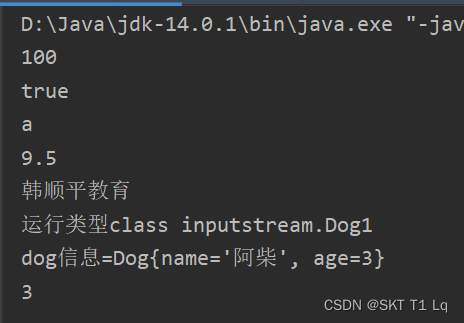 D:\Java\jdk-14.0.1\bin\java.exe "-jav
100
true
a
9.5
韩顺平教育
运行类型class inputstream.Dog1
dog信息=Dog{name='阿柴', age=3}
3
CSDN @SKT T1 Lq